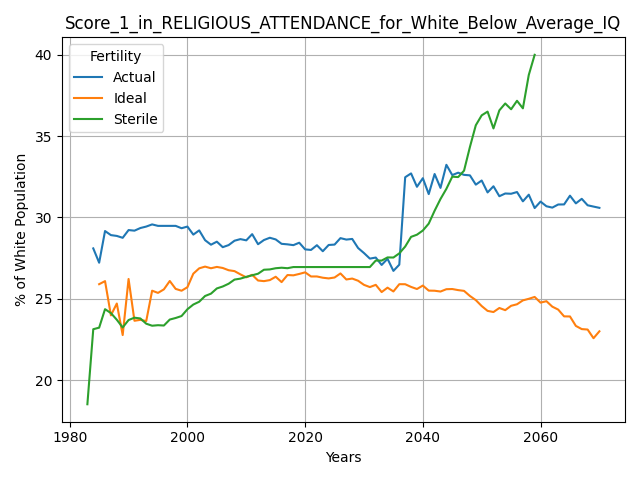 Score_1_in_RELIGIOUS_ATTENDANCE_for_White_Below_Average_IQ
Fertility
Actual
Ideal
Sterile
% of White Population
40
35
30
25
20
1980
2000
2020
2040
2060
Years